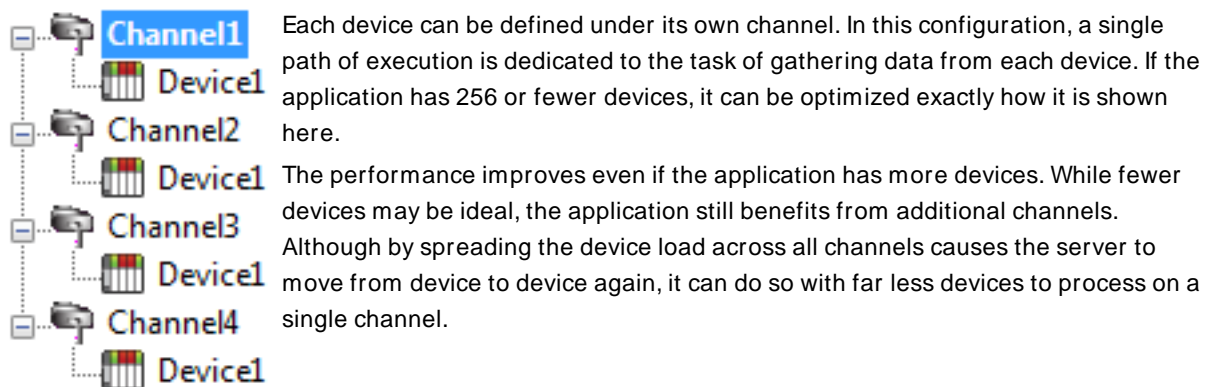 Channel1
Device1
Channel2
Device1
Channel3
Device1
Channel4
Device1
Each device can be defined under its own channel. In this configuration, a single
path of execution is dedicated to the task of gathering data from each device. If the
application has 256 or fewer devices, it can be optimized exactly how it is shown
here.
The performance improves even if the application has more devices. While fewer
devices may be ideal, the application still benefits from additional channels.
Although by spreading the device load across all channels causes the server to
move from device to device again, it can do so with far less devices to process on a
single channel.